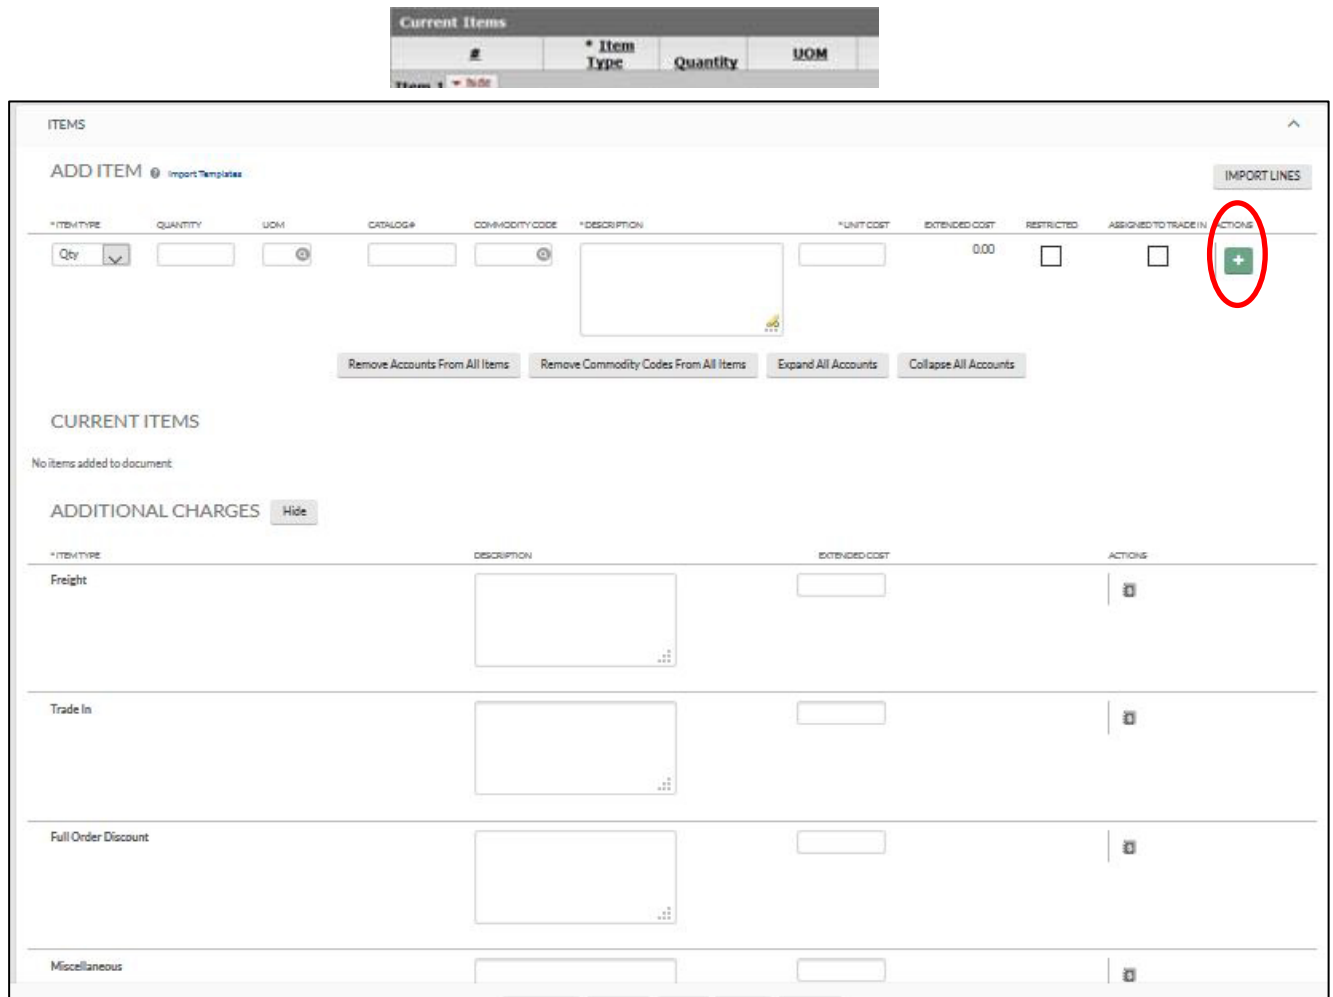 Current Items
# * Item Type Quantity UOM
Item 1 hide
ITEMS
ADD ITEM Import Templates
IMPORT LINES
* ITEM TYPE QUANTITY UOM CATALOG# COMMODITY CODE * DESCRIPTION * UNIT COST EXTENDED COST RESTRICTED ASSIGNED TO TRADE IN ACTIONS
Qty 0.00
Remove Accounts From All Items Remove Commodity Codes From All Items Expand All Accounts Collapse All Accounts
CURRENT ITEMS
No items added to document
ADDITIONAL CHARGES Hide
* ITEM TYPE DESCRIPTION EXTENDED COST ACTIONS
Freight
Trade In
Full Order Discount
Miscellaneous